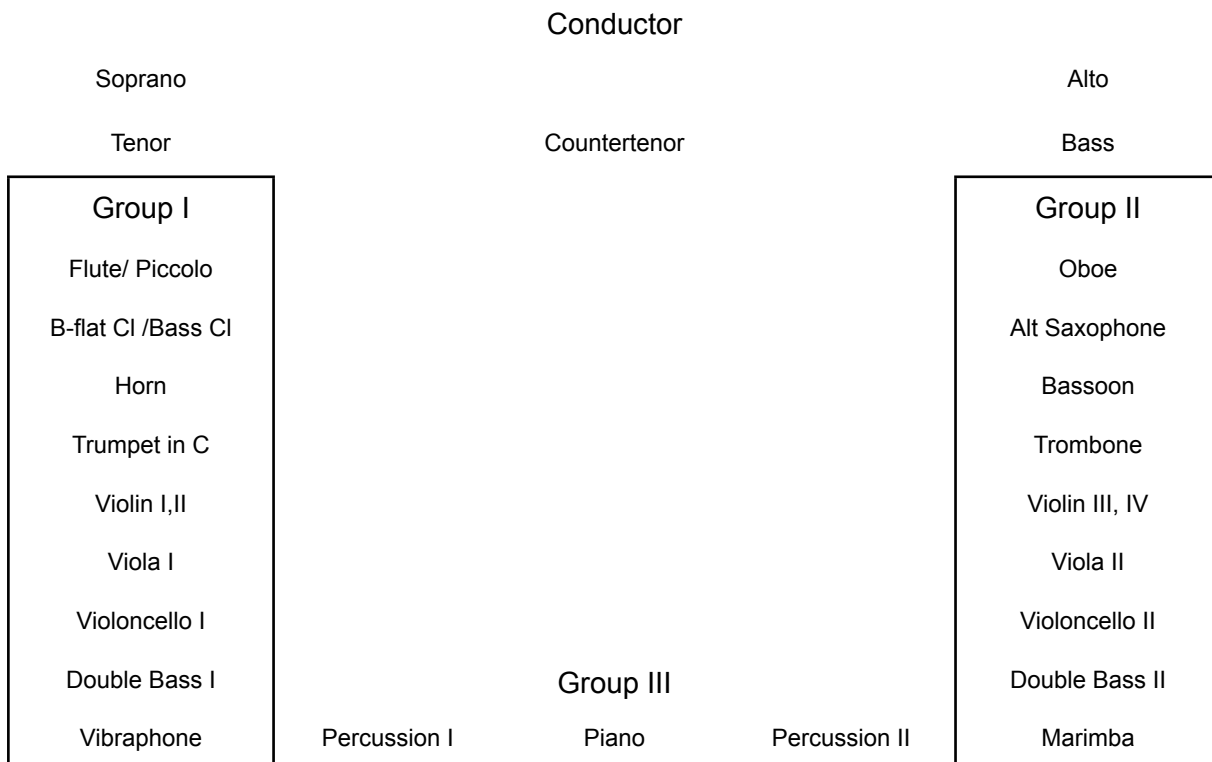 Conductor
Soprano Alto
Tenor Countertenor Bass
Group I Group II
Flute/ Piccolo Oboe
B-flat Cl /Bass Cl Alt Saxophone
Horn Bassoon
Trumpet in C Trombone
Violin I,II Violin III, IV
Viola I Viola II
Violoncello I Violoncello II
Double Bass I Group III Double Bass II
Vibraphone Percussion I Piano Percussion II Marimba